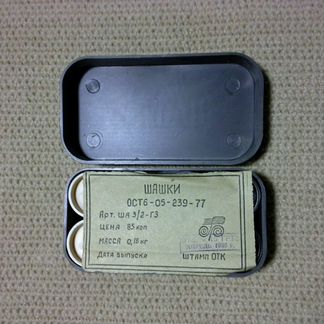 ШАШКИ
ОСТ6-05-239-77
Арт. ША 3/2-ГЗ
ЦЕНА 85 коп
МАССА 0,18 кг
ДАТА ВЫПУСКА ШТАМП ОТК